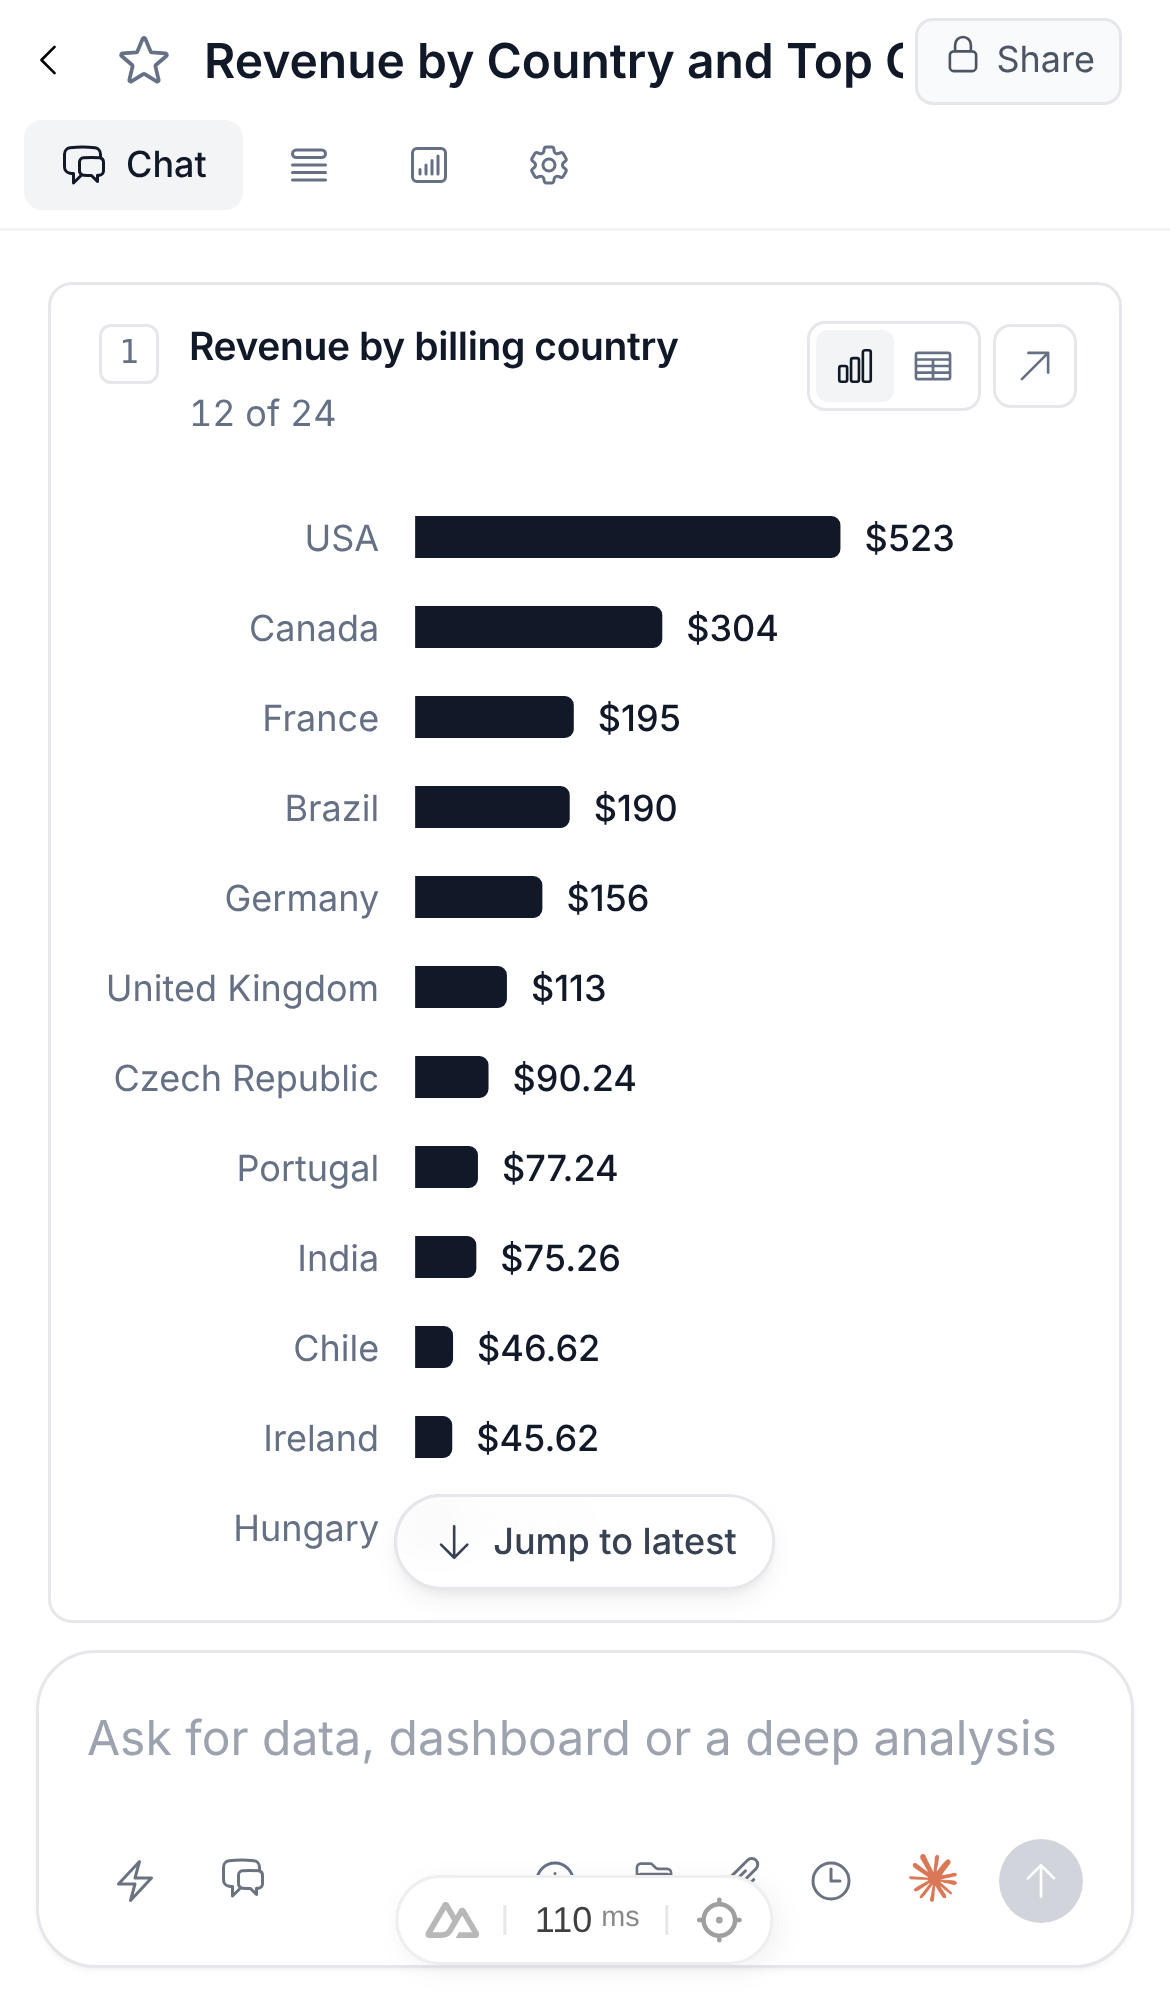 Revenue by Country and Top
Share
Chat
1
Revenue by billing country
12 of 24
USA $523
Canada $304
France $195
Brazil $190
Germany $156
United Kingdom $113
Czech Republic $90.24
Portugal $77.24
India $75.26
Chile $46.62
Ireland $45.62
Hungary
Jump to latest
Ask for data, dashboard or a deep analysis
110 ms